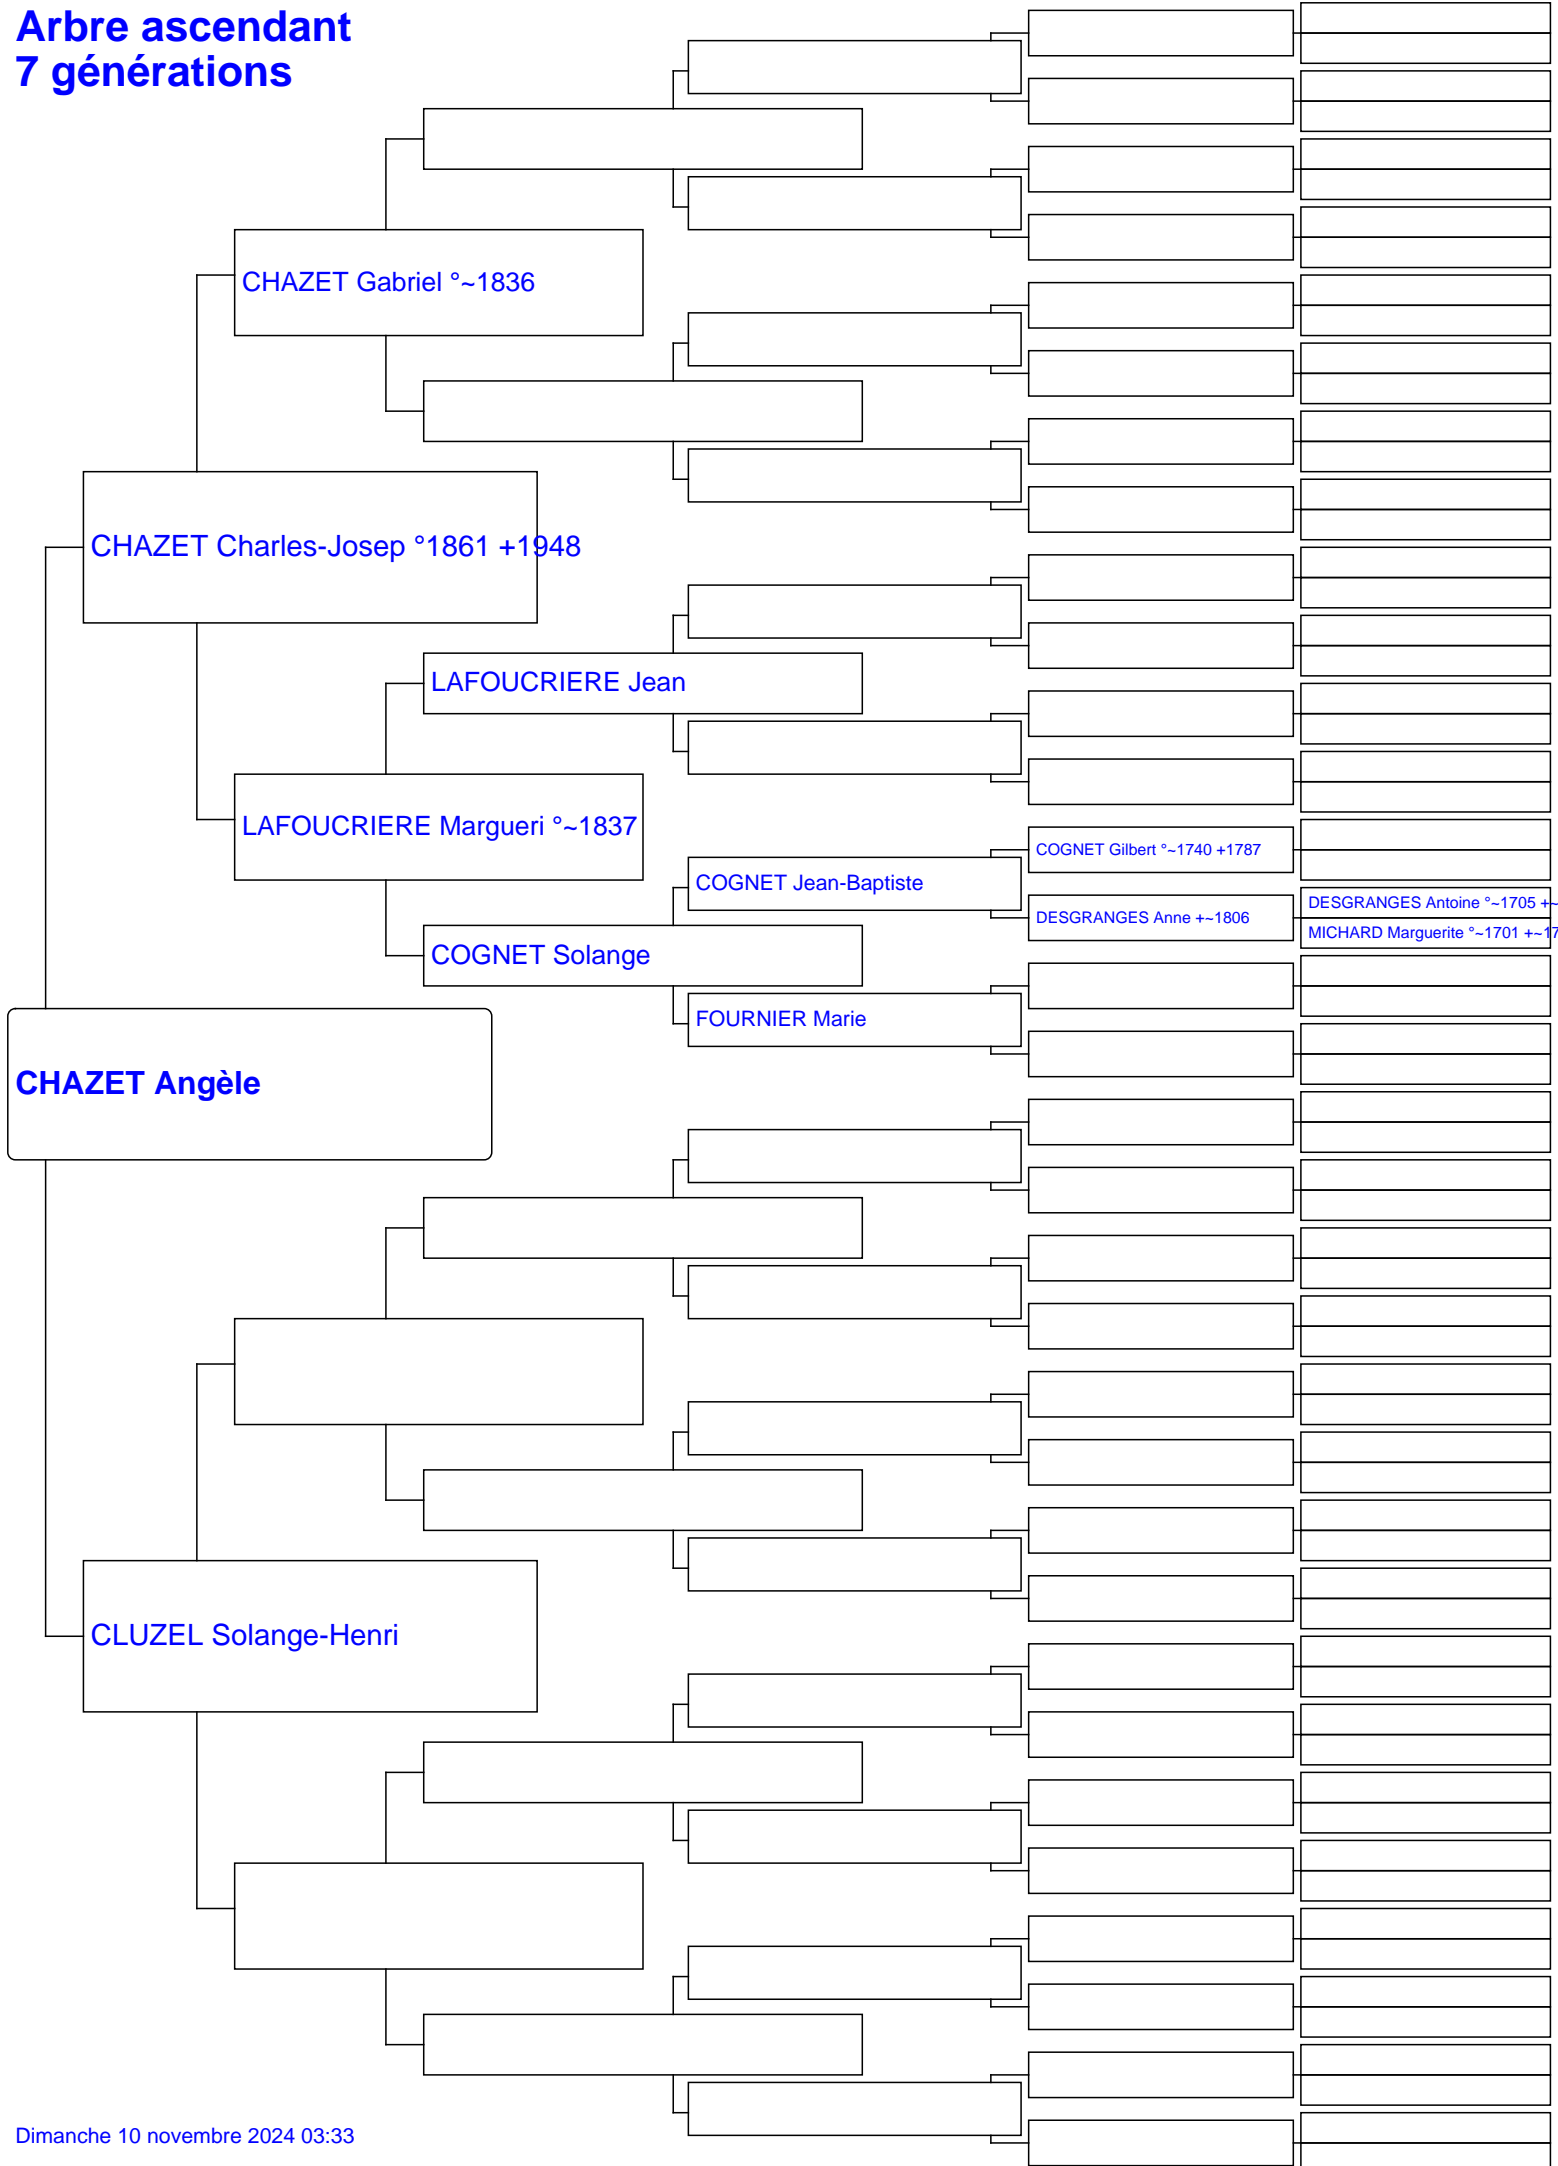 Arbre ascendant
7 générations
CHAZET Gabriel °~1836
CHAZET Charles-Josep °1861 +1948
LAFOUCRIERE Jean
LAFOUCRIERE Margueri °~1837
COGNET Gilbert °~1740 +1787
COGNET Jean-Baptiste
DESGRANGES Antoine °~1705 +~
DESGRANGES Anne +~1806
MICHARD Marguerite °~1701 +~17
COGNET Solange
FOURNIER Marie
CHAZET Angèle
CLUZEL Solange-Henri
Dimanche 10 novembre 2024 03:33